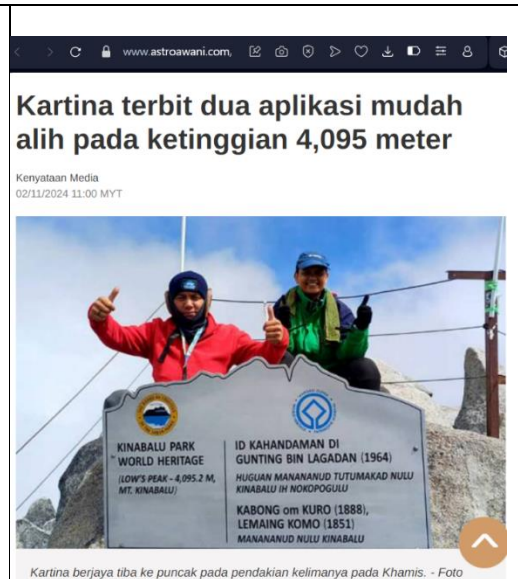 www.astroawani.com,
Kartina terbit dua aplikasi mudah
alih pada ketinggian 4,095 meter
Kenyataan Media
02/11/2024 11:00 MYT
KINABALU PARK
WORLD HERITAGE
(LOW'S PEAK - 4,095.2 M,
MT. KINABALU)
ID KAHANDAMAN DI
GUNTING BIN LAGADAN (1964)
HUGUAN MANANANUD TUTUMAKAD NULU
KINABALU IH NOKOPOGULU
KABONG om KURO (1888),
LEMAING KOMO (1851)
MANANANUD NULU KINABALU
Kartina berjaya tiba ke puncak pada pendakian kelimanya pada Khamis. - Foto